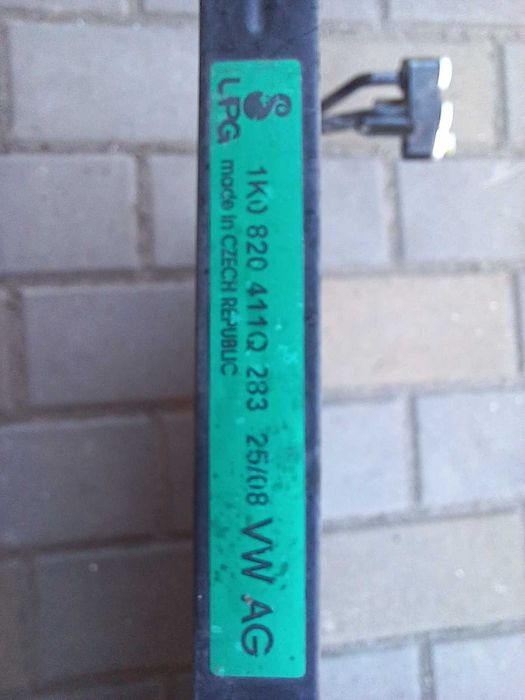 LPG
1K0 820 411Q 283 25/08 VW AG
made in CZECH REPUBLIC